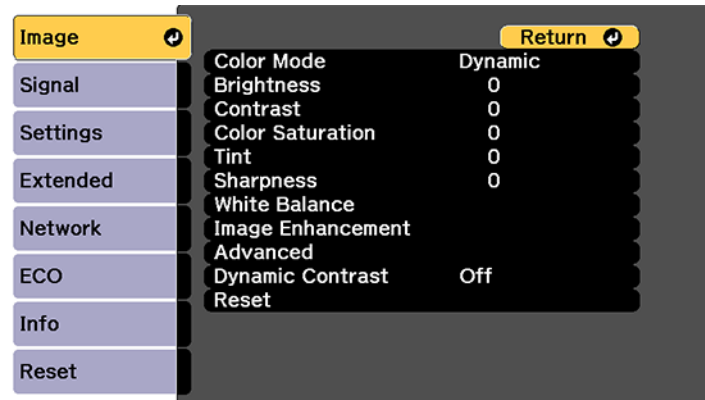 Image
Signal
Settings
Extended
Network
ECO
Info
Reset
Return
Color Mode Dynamic
Brightness 0
Contrast 0
Color Saturation 0
Tint 0
Sharpness 0
White Balance
Image Enhancement
Advanced
Dynamic Contrast Off
Reset